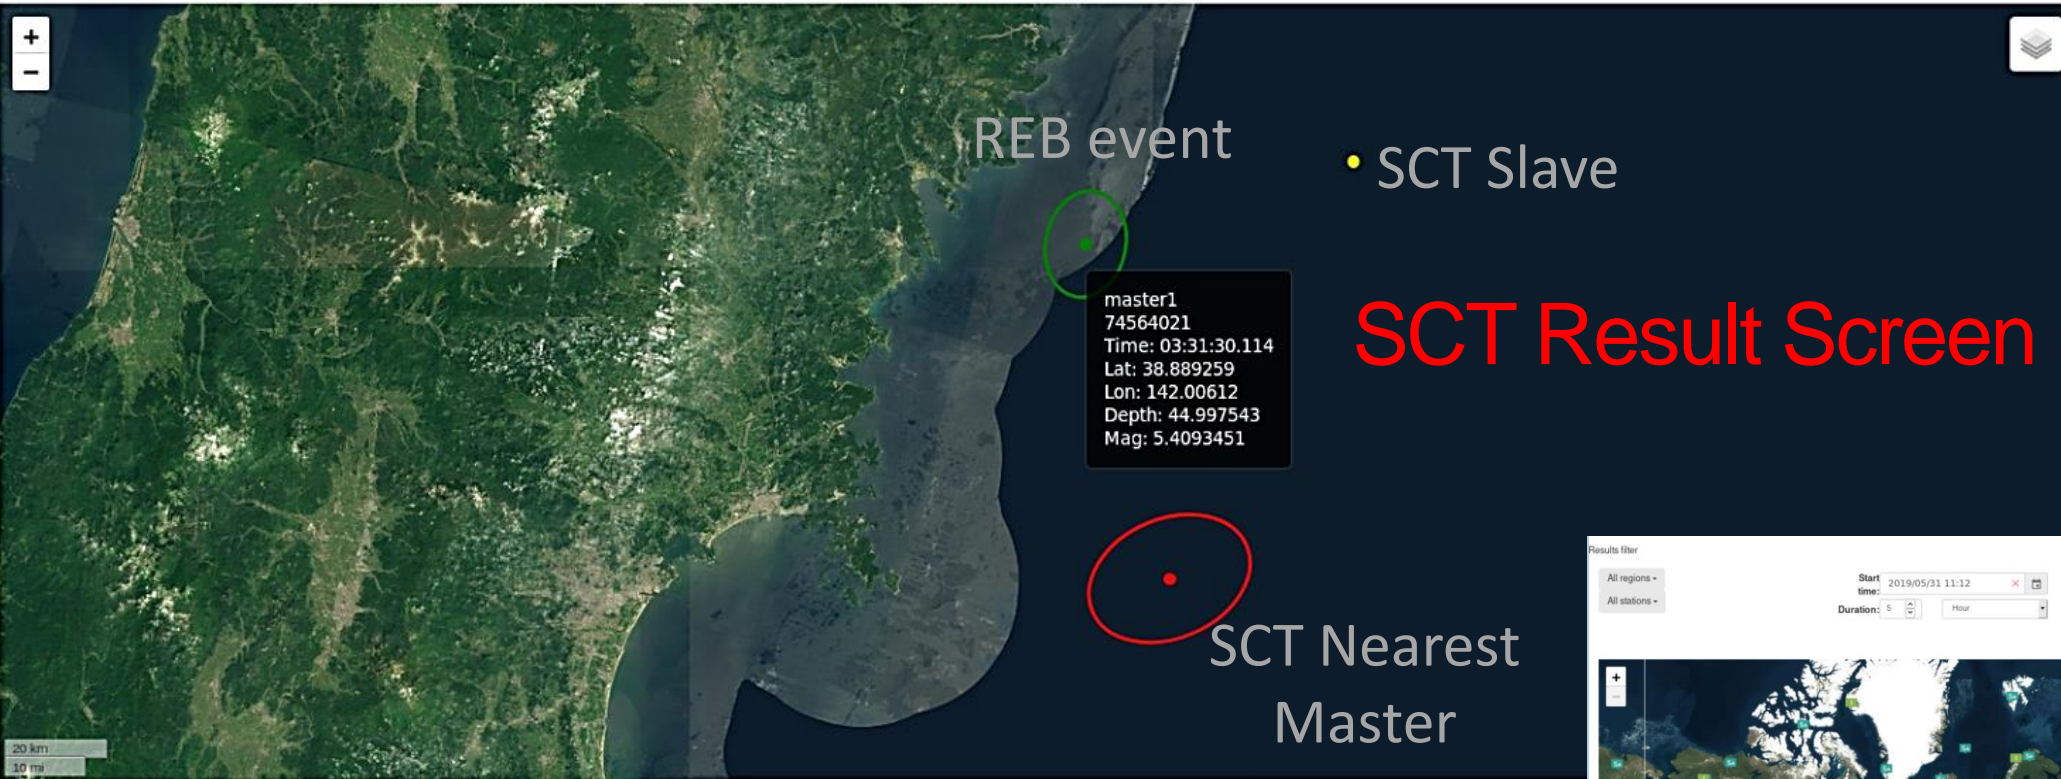 +
−
REB event
SCT Slave
master1
74564021
Time: 03:31:30.114
Lat: 38.889259
Lon: 142.00612
Depth: 44.997543
Mag: 5.4093451
SCT Result Screen
SCT Nearest
Master
20 km
10 mi
Results filter
All regions
All stations
Start
time:
2019/05/31 11:12
Duration:
5
Hour
+
−